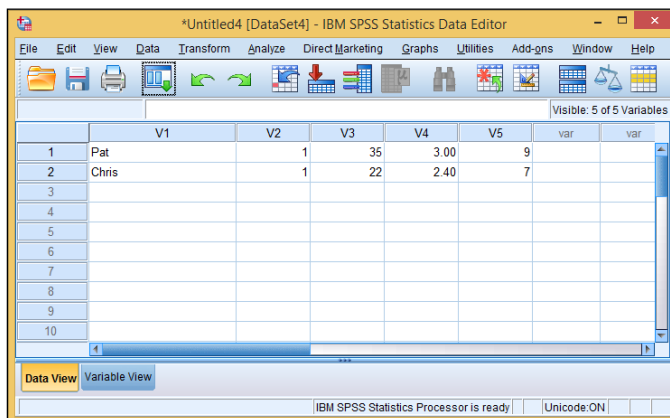 *Untitled4 [DataSet4] - IBM SPSS Statistics Data Editor
File Edit View Data Transform Analyze Direct Marketing Graphs Utilities Add-ons Window Help
Visible: 5 of 5 Variables
V1 V2 V3 V4 V5 var var
1 Pat 1 35 3.00 9
2 Chris 1 22 2.40 7
3
4
5
6
7
8
9
10
Data View Variable View
IBM SPSS Statistics Processor is ready Unicode:ON